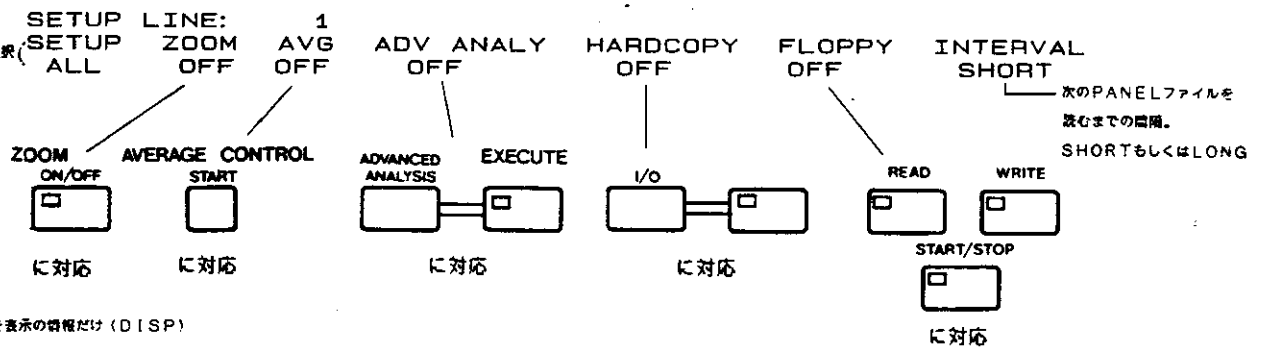 SETUP LINE: 1
択( SETUP ZOOM AVG ADV ANALY HARDCOPY FLOPPY INTERVAL
ALL OFF OFF OFF OFF OFF SHORT
次のPANELファイルを
読むまでの間隔。
SHORTもしくはLONG
ZOOM AVERAGE CONTROL
ON/OFF START
ADVANCED ANALYSIS
EXECUTE
I/O
READ WRITE
START/STOP
に対応 に対応 に対応 に対応
に対応
表示の情報だけ (DISP)